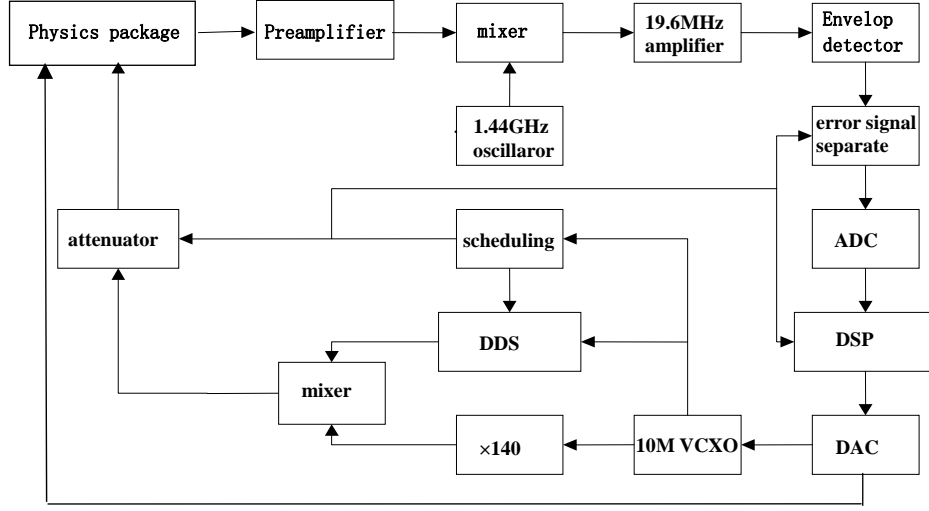 Physics package
Preamplifier
mixer
19.6MHz
amplifier
Envelop
detector
1.44GHz
oscillaror
error signal
separate
attenuator
scheduling
ADC
DDS
DSP
mixer
×140
10M VCXO
DAC